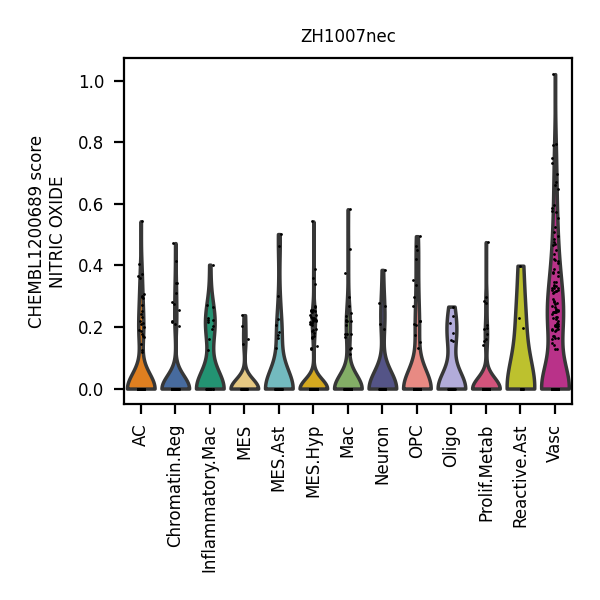 ZH1007nec
CHEMBL1200689 score
NITRIC OXIDE
1.0
0.8
0.6
0.4
0.2
0.0
AC
Chromatin.Reg
Inflammatory.Mac
MES
MES.Ast
MES.Hyp
Mac
Neuron
OPC
Oligo
Prolif.Metab
Reactive.Ast
Vasc